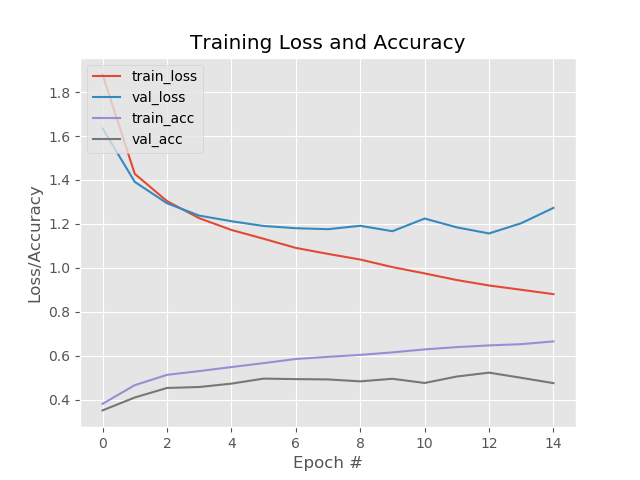 Training Loss and Accuracy
train_loss
val_loss
train_acc
val_acc
Loss/Accuracy
1.8
1.6
1.4
1.2
1.0
0.8
0.6
0.4
0 2 4 6 8 10 12 14
Epoch #